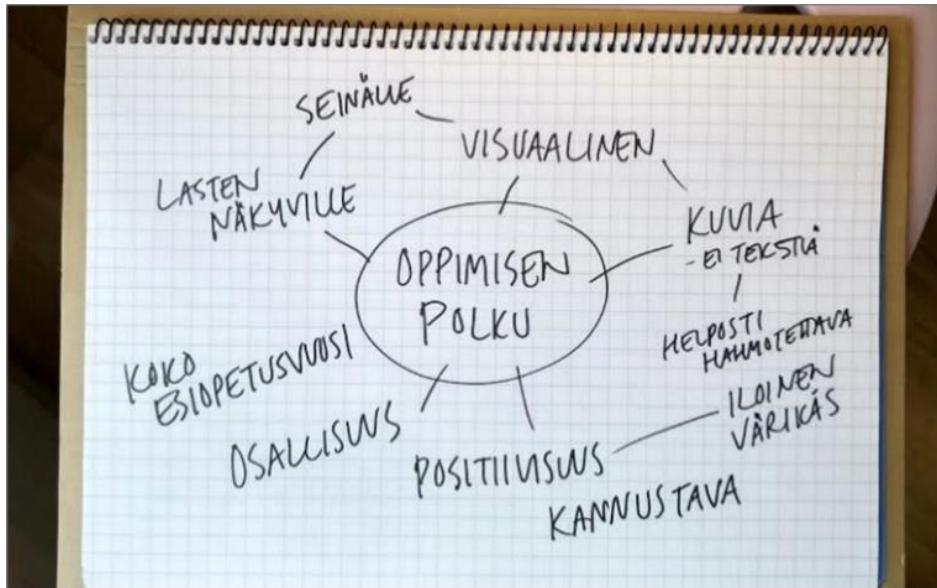 SEINÄLLE
VISUAALINEN
LASTEN
NÄKYVILLE
KUVIA
- EI TEKSTIÄ
OPPIMISEN
POLKU
HELPOSTI
HAHMOTETTAVA
KOKO
ESIOPETUSVUOSI
ILOINEN
VÄRIKÄS
OSALLISUUS
POSITIIVISUUS
KANNUSTAVA